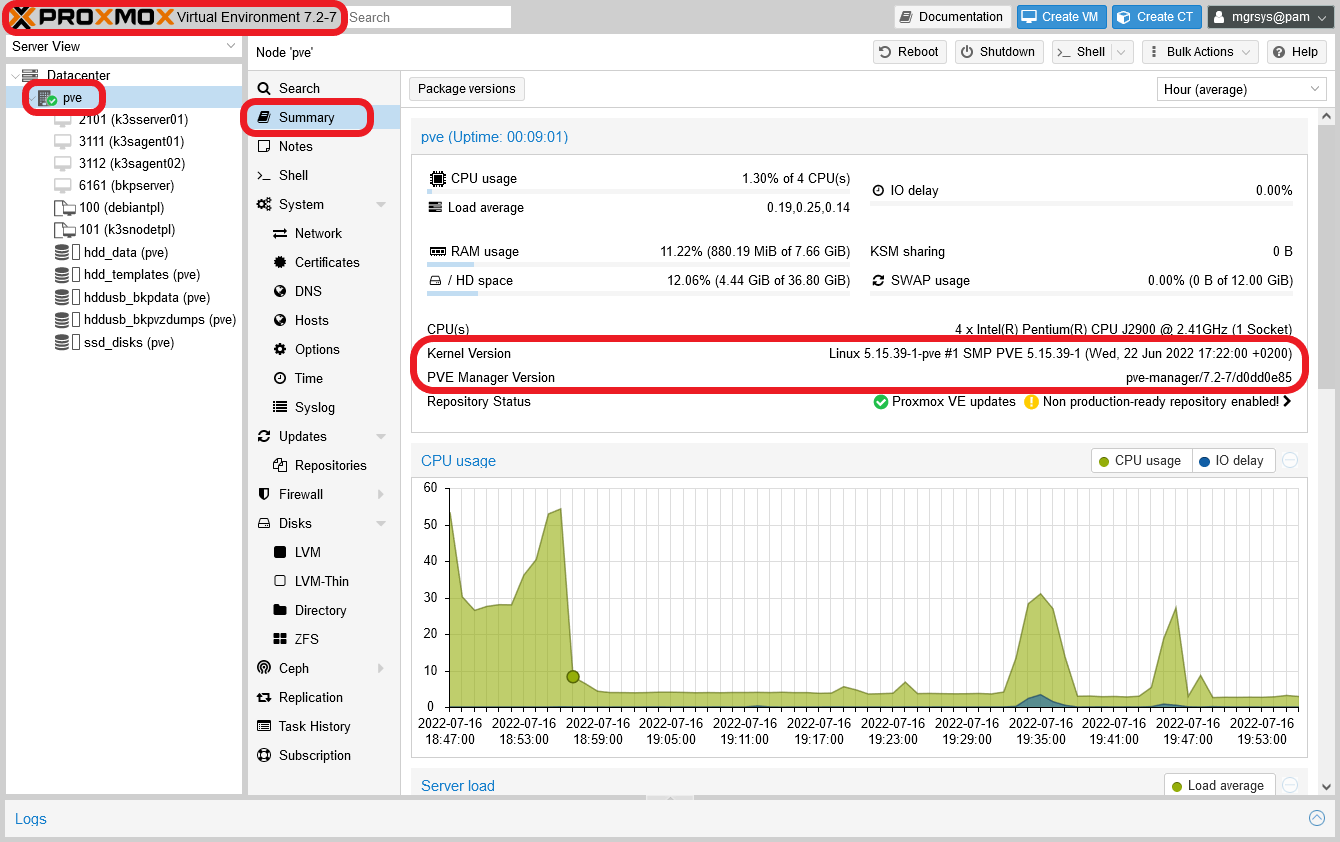 PROXMOX Virtual Environment 7.2-7 Search Documentation Create VM Create CT mgrsys@pam
Server View
Node 'pve' Reboot Shutdown Shell Bulk Actions Help
Datacenter
pve
2101 (k3sserver01)
3111 (k3sagent01)
3112 (k3sagent02)
6161 (bkpserver)
100 (debiantpl)
101 (k3snodetpl)
hdd_data (pve)
hdd_templates (pve)
hddusb_bkpdata (pve)
hddusb_bkpvzdumps (pve)
ssd_disks (pve)
Search
Summary
Notes
Shell
System
Network
Certificates
DNS
Hosts
Options
Time
Syslog
Updates
Repositories
Firewall
Disks
LVM
LVM-Thin
Directory
ZFS
Ceph
Replication
Task History
Subscription
Package versions Hour (average)
pve (Uptime: 00:09:01)
CPU usage 1.30% of 4 CPU(s)
IO delay 0.00%
Load average 0.19,0.25,0.14
RAM usage 11.22% (880.19 MiB of 7.66 GiB) KSM sharing 0 B
/ HD space 12.06% (4.44 GiB of 36.80 GiB) SWAP usage 0.00% (0 B of 12.00 GiB)
CPU(s) 4 x Intel(R) Pentium(R) CPU J2900 @ 2.41GHz (1 Socket)
Kernel Version Linux 5.15.39-1-pve #1 SMP PVE 5.15.39-1 (Wed, 22 Jun 2022 17:22:00 +0200)
PVE Manager Version pve-manager/7.2-7/d0dd0e85
Repository Status Proxmox VE updates Non production-ready repository enabled!
CPU usage CPU usage IO delay
60
50
40
30
20
10
0
2022-07-16 2022-07-16 2022-07-16 2022-07-16 2022-07-16 2022-07-16 2022-07-16 2022-07-16 2022-07-16 2022-07-16 2022-07-16 2022-07-16
18:47:00 18:53:00 18:59:00 19:05:00 19:11:00 19:17:00 19:23:00 19:29:00 19:35:00 19:41:00 19:47:00 19:53:00
Server load Load average
Logs